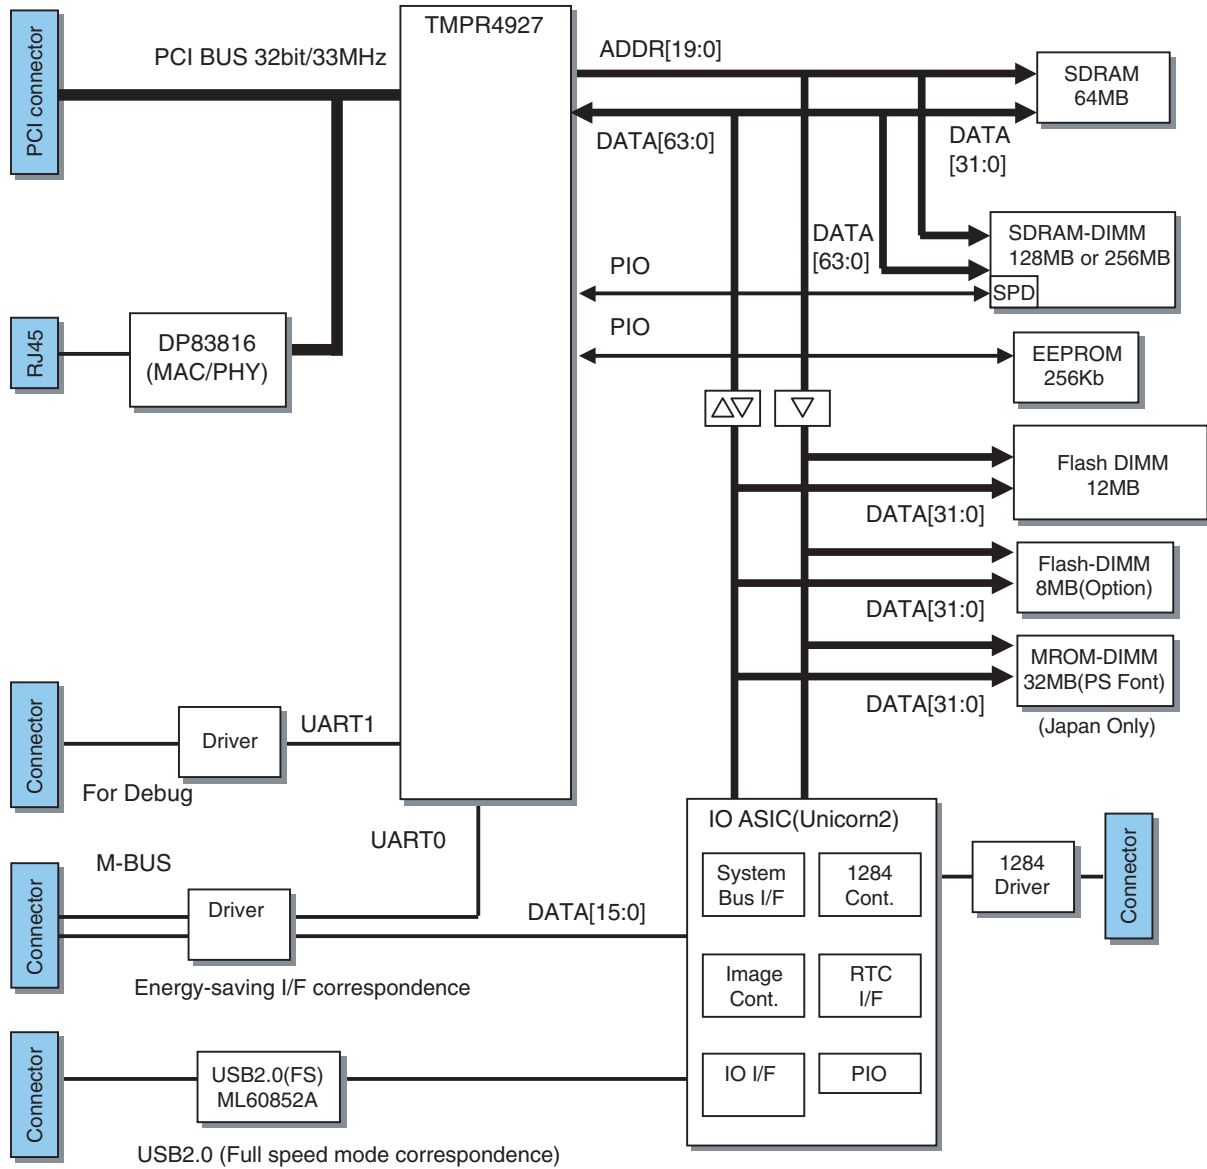 TMPR4927
PCI BUS 32bit/33MHz
PCI connector
ADDR[19:0]
SDRAM
64MB
DATA[63:0]
DATA
[31:0]
DATA
[63:0]
SDRAM-DIMM
128MB or 256MB
SPD
PIO
PIO
EEPROM
256Kb
RJ45
DP83816
(MAC/PHY)
Flash DIMM
12MB
DATA[31:0]
Flash-DIMM
8MB(Option)
DATA[31:0]
MROM-DIMM
32MB(PS Font)
DATA[31:0]
(Japan Only)
Connector
Driver
UART1
For Debug
UART0
M-BUS
Connector
Driver
DATA[15:0]
Energy-saving I/F correspondence
IO ASIC(Unicorn2)
System
Bus I/F
1284
Cont.
Image
Cont.
RTC
I/F
IO I/F
PIO
1284
Driver
Connector
Connector
USB2.0(FS)
ML60852A
USB2.0 (Full speed mode correspondence)